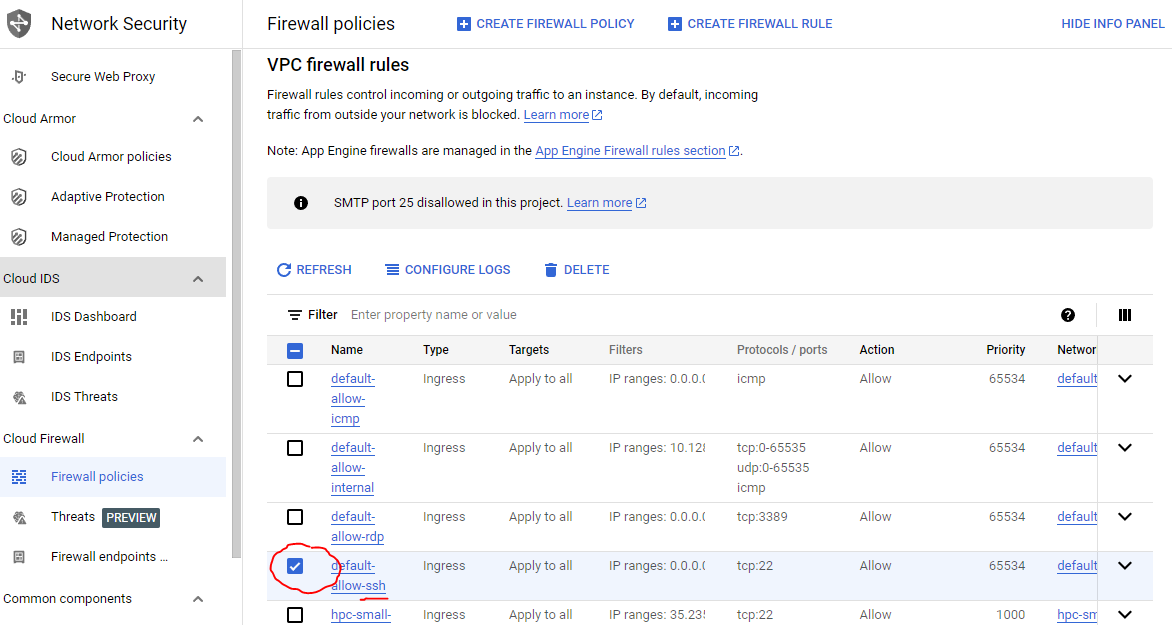 Network Security
Firewall policies
CREATE FIREWALL POLICY
CREATE FIREWALL RULE
HIDE INFO PANEL
Secure Web Proxy
Cloud Armor
Cloud Armor policies
Adaptive Protection
Managed Protection
Cloud IDS
IDS Dashboard
IDS Endpoints
IDS Threats
Cloud Firewall
Firewall policies
Threats PREVIEW
Firewall endpoints ...
Common components
VPC firewall rules
Firewall rules control incoming or outgoing traffic to an instance. By default, incoming
traffic from outside your network is blocked. Learn more
Note: App Engine firewalls are managed in the App Engine Firewall rules section.
SMTP port 25 disallowed in this project. Learn more
REFRESH CONFIGURE LOGS DELETE
Filter Enter property name or value
Name Type Targets Filters Protocols / ports Action Priority
default- Ingress Apply to all IP ranges: 0.0.0. icmp Allow 65534 default
allow-
icmp
default- Ingress Apply to all IP ranges: 10.128 tcp:0-65535 Allow 65534 default
allow- udp:0-65535
internal icmp
default- Ingress Apply to all IP ranges: 0.0.0. tcp:3389 Allow 65534 default
allow-rdp
default- Ingress Apply to all IP ranges: 0.0.0. tcp:22 Allow 65534 default
allow-ssh
hpc-small- Ingress Apply to all IP ranges: 35.235 tcp:22 Allow 1000 hpc-sm